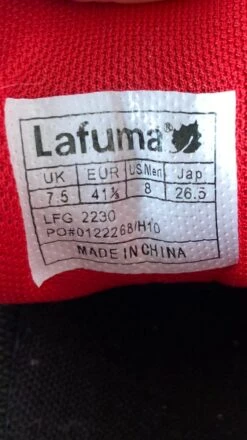 Lafuma®
UK EUR US Men Jap
7.5 41⅓ 8 26.5
LFG 2230
PO#0122268/H10
MADE IN CHINA